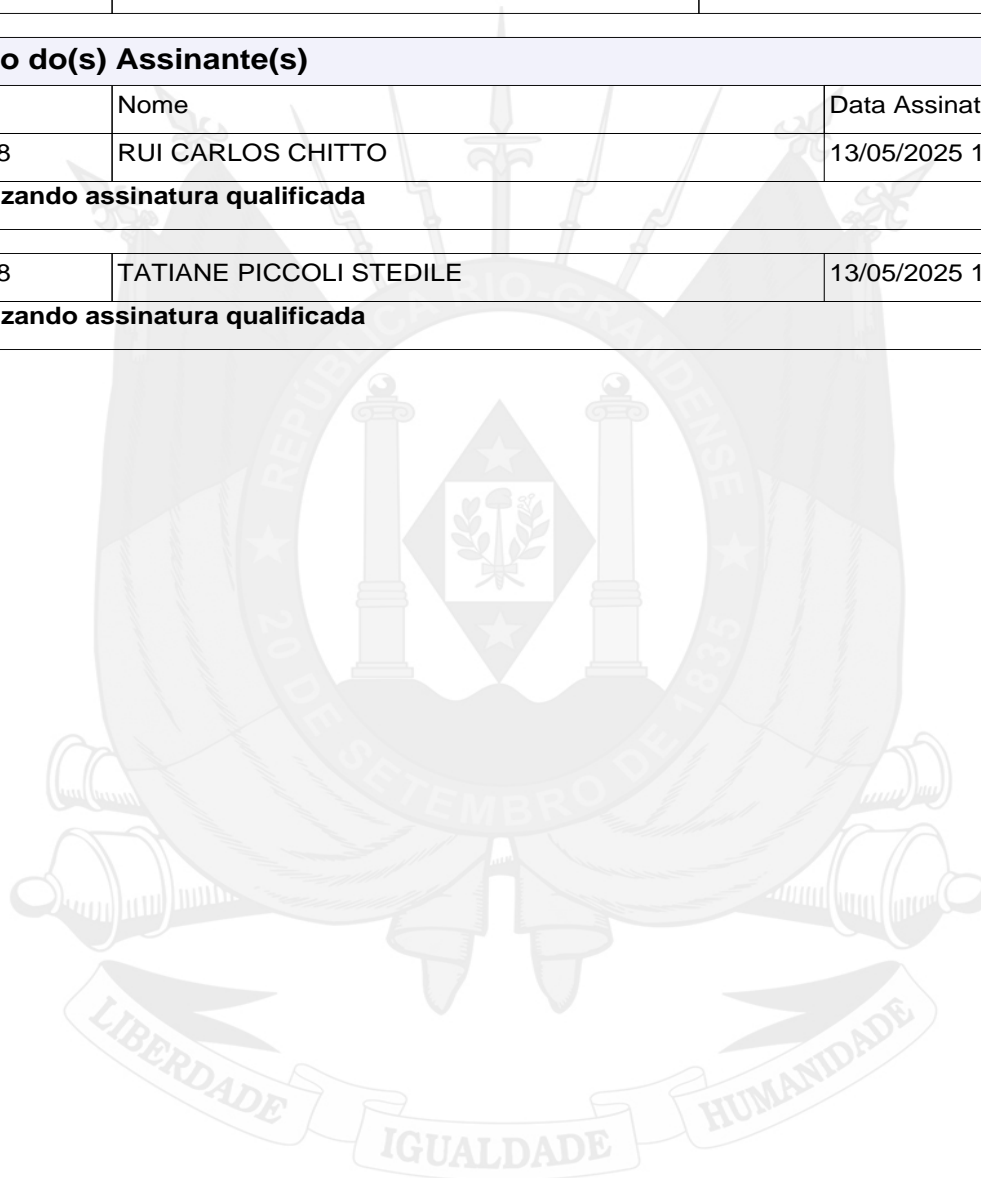 o do(s) Assinante(s)
Nome Data Assinat
8 RUI CARLOS CHITTO 13/05/2025 1
zando assinatura qualificada
8 TATIANE PICCOLI STEDILE 13/05/2025 1
zando assinatura qualificada
REPÚBLICA RIO-GRANDENSE
20 DE SETEMBRO DE 1835
LIBERDADE IGUALDADE HUMANIDADE